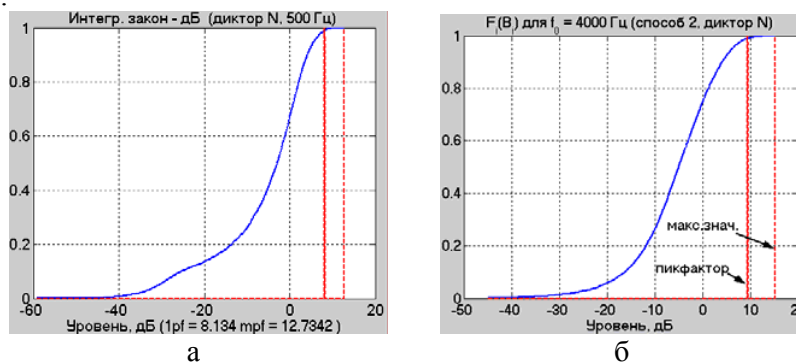 .
Интегр. закон - дБ (диктор N, 500 Гц)
1
0.8
0.6
0.4
0.2
0
-60 -40 -20 0 20
Уровень, дБ (1pf = 8.134 mpf = 12.7342 )
а
F_i(B_i) для f_0 = 4000 Гц (способ 2, диктор N)
1
0.8
0.6
0.4
0.2
0
макс.знач.
пикфактор
-50 -40 -30 -20 -10 0 10 20
Уровень, дБ
б